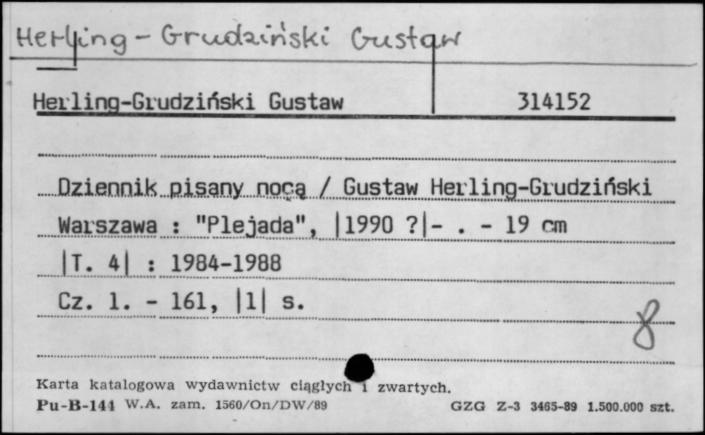 Herling-Grudziński Gustaw
Herling-Grudziński Gustaw 314152
Dziennik pisany nocą / Gustaw Herling-Grudziński
Warszawa : "Plejada", |1990 ?|- . - 19 cm
|T. 4| : 1984-1988
Cz. 1. - 161, |1| s.
8
Karta katalogowa wydawnictw ciągłych i zwartych.
Pu-B-144 W.A. zam. 1560/On/DW/89 GZG Z-3 3465-89 1.500.000 szt.